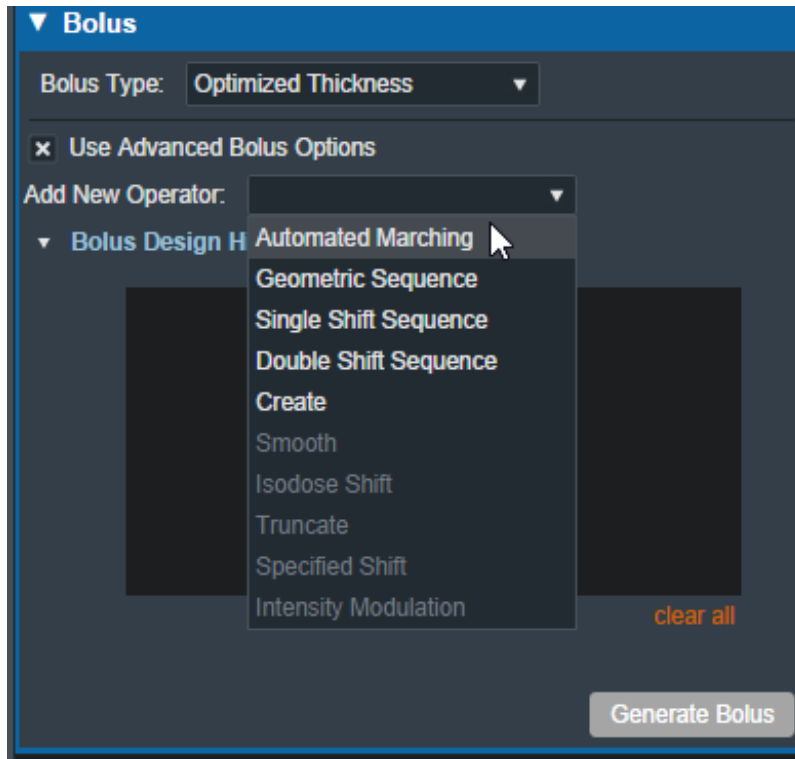 Bolus
Bolus Type: Optimized Thickness
Use Advanced Bolus Options
Add New Operator:
Bolus Design H
Automated Marching
Geometric Sequence
Single Shift Sequence
Double Shift Sequence
Create
Smooth
Isodose Shift
Truncate
Specified Shift
Intensity Modulation
clear all
Generate Bolus